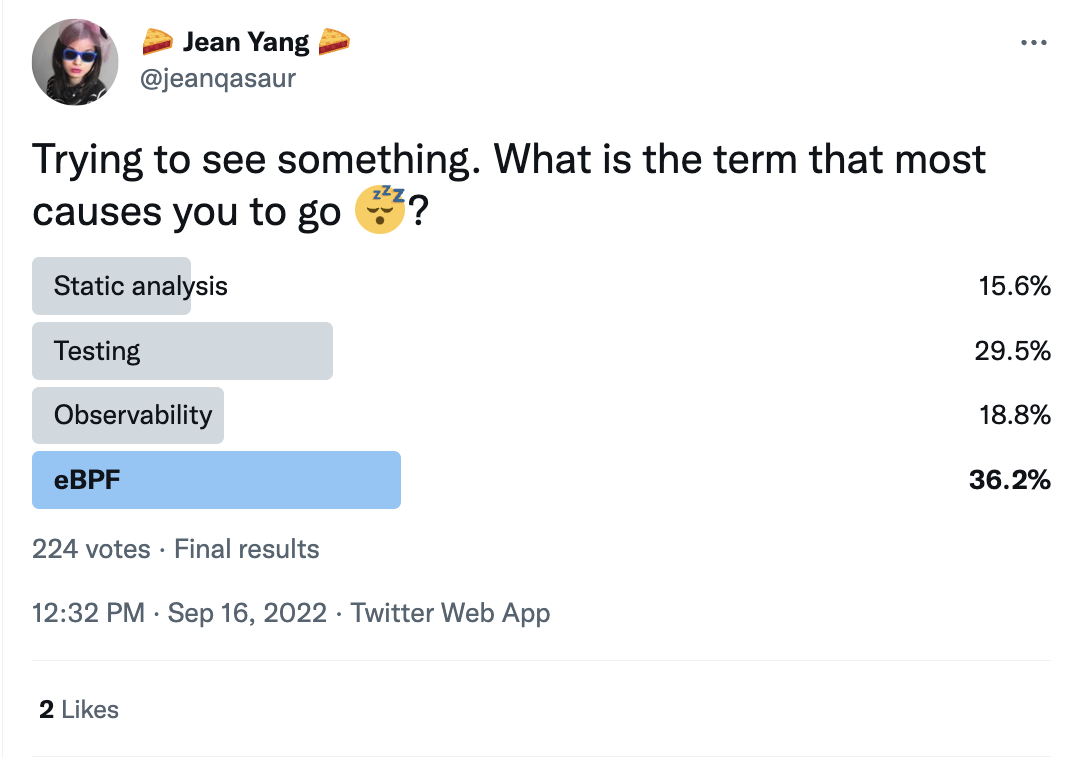 🥧 Jean Yang 🥧
@jeanqasaur
Trying to see something. What is the term that most
causes you to go 😴?
Static analysis 15.6%
Testing 29.5%
Observability 18.8%
eBPF 36.2%
224 votes · Final results
12:32 PM · Sep 16, 2022 · Twitter Web App
2 Likes